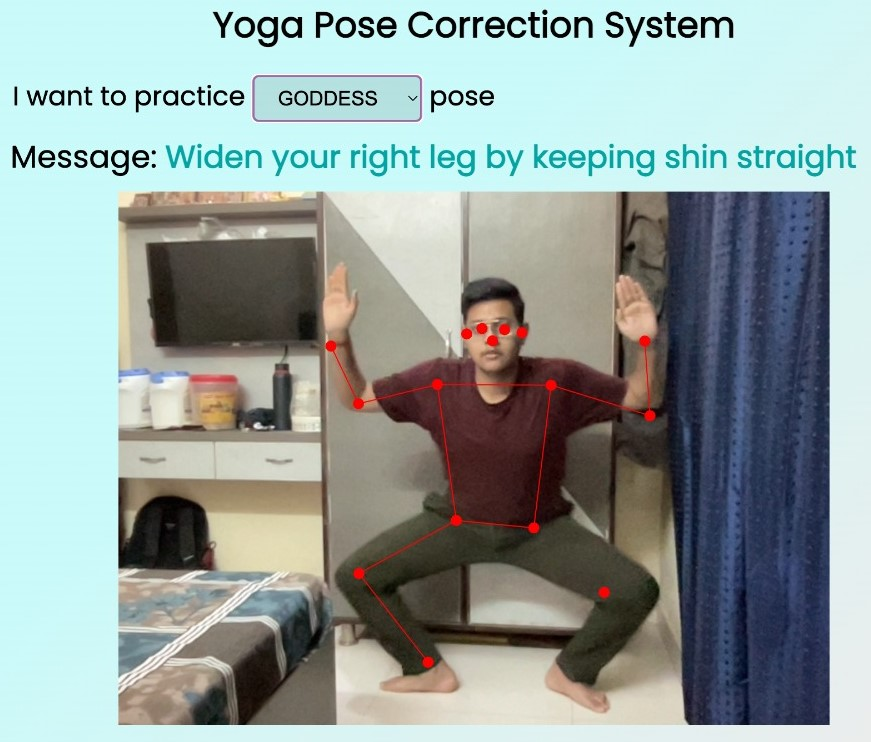 Yoga Pose Correction System
I want to practice GODDESS pose
Message: Widen your right leg by keeping shin straight